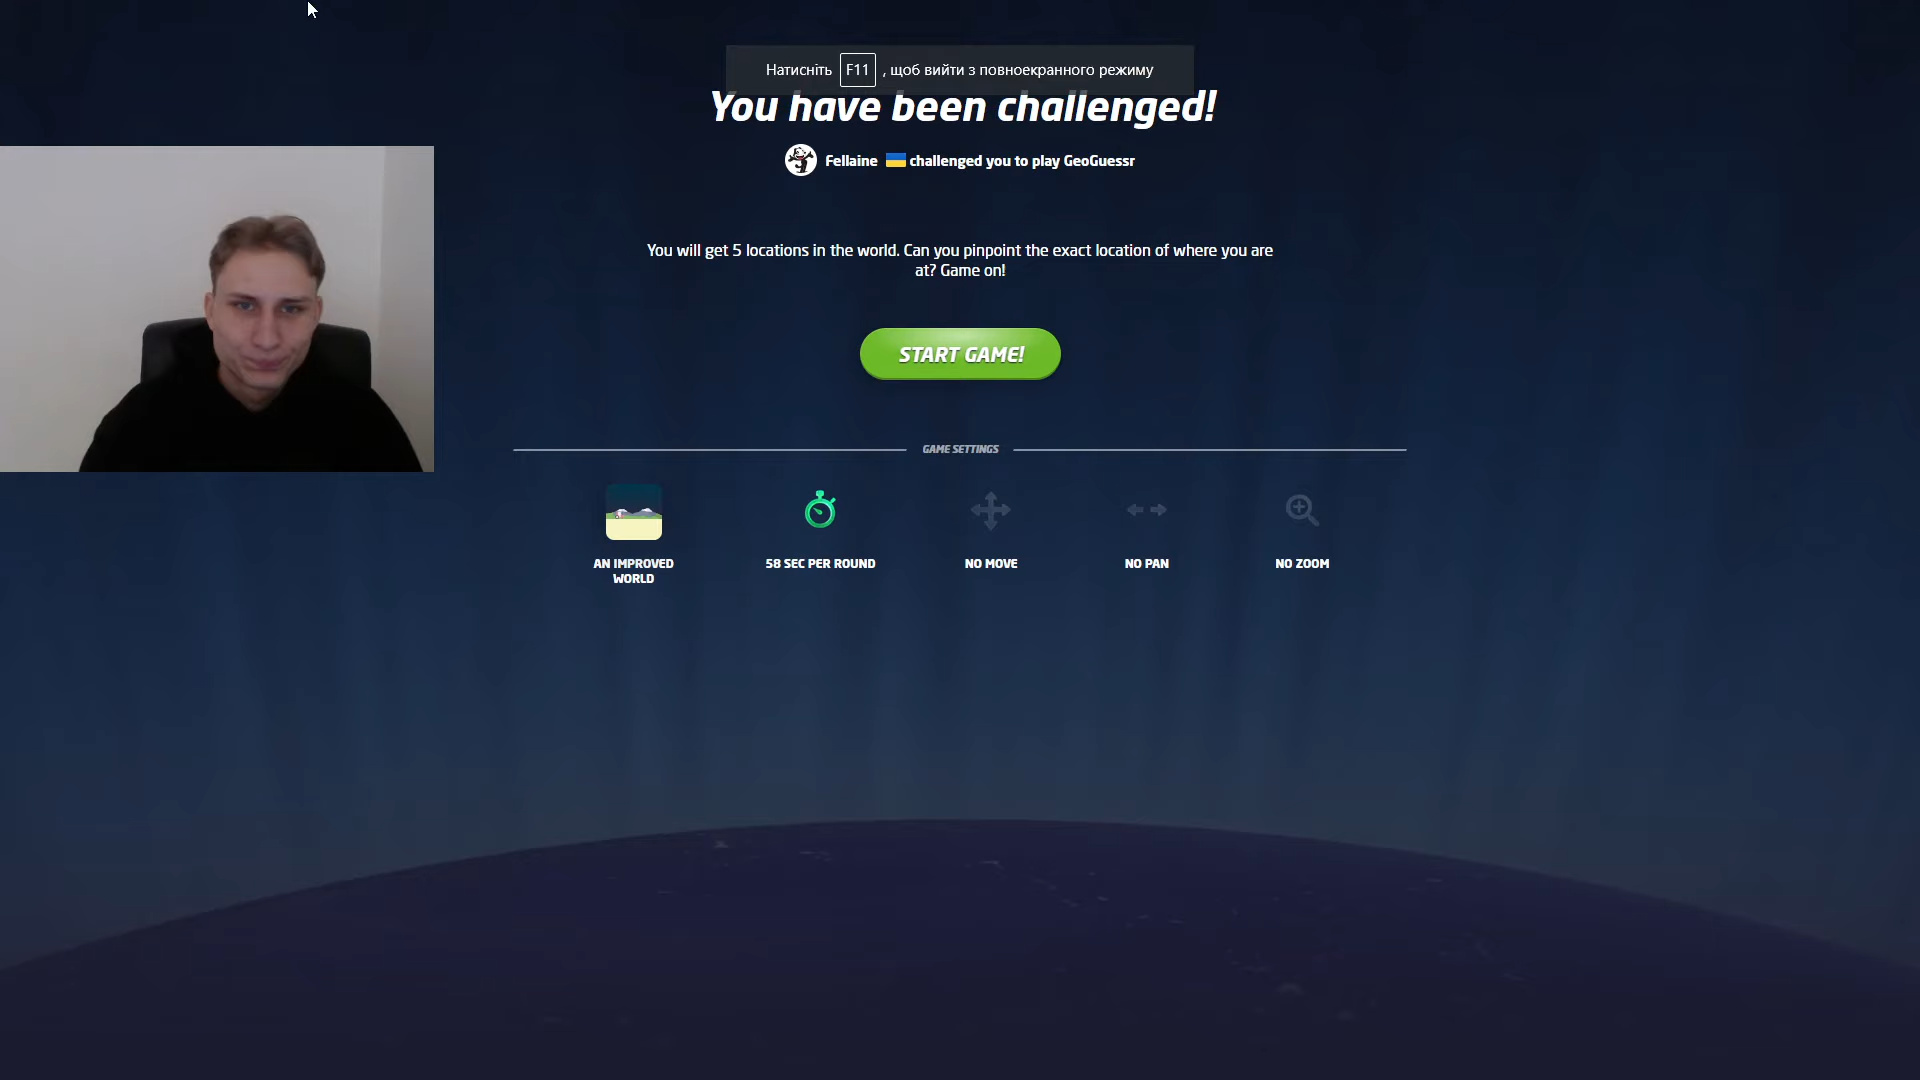 Натисніть F11 , щоб вийти з повноекранного режиму
You have been challenged!
Fellaine challenged you to play GeoGuessr
You will get 5 locations in the world. Can you pinpoint the exact location of where you are
at? Game on!
START GAME!
GAME SETTINGS
AN IMPROVED
WORLD
58 SEC PER ROUND
NO MOVE
NO PAN
NO ZOOM